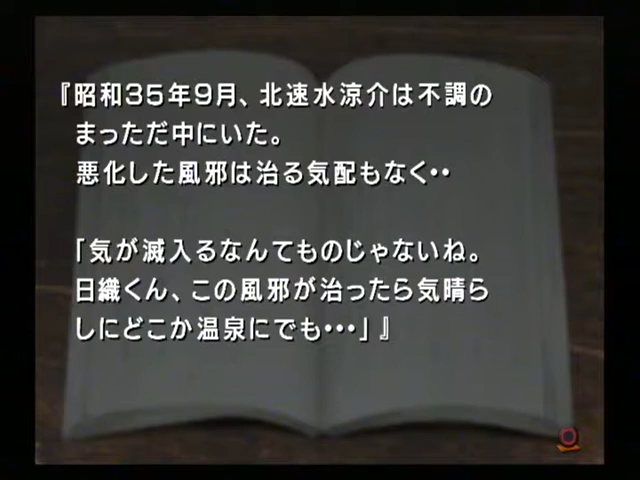 『昭和35年9月、北速水涼介は不調の
まっただ中にいた。
悪化した風邪は治る気配もなく・・
「気が滅入るなんてものじゃないね。
日織くん、この風邪が治ったら気晴ら
しにどこか温泉にでも・・・」』